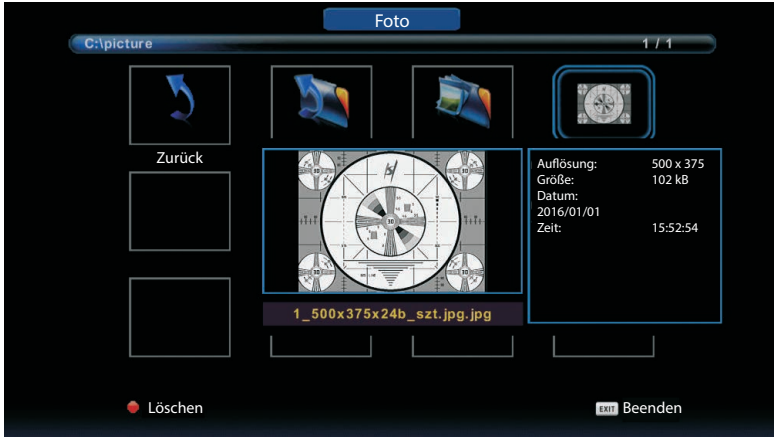 Foto
C:\picture 1 / 1
Zurück
Auflösung: 500 x 375
Größe: 102 kB
Datum:
2016/01/01
Zeit: 15:52:54
1_500x375x24b_szt.jpg.jpg
Löschen
EXIT Beenden